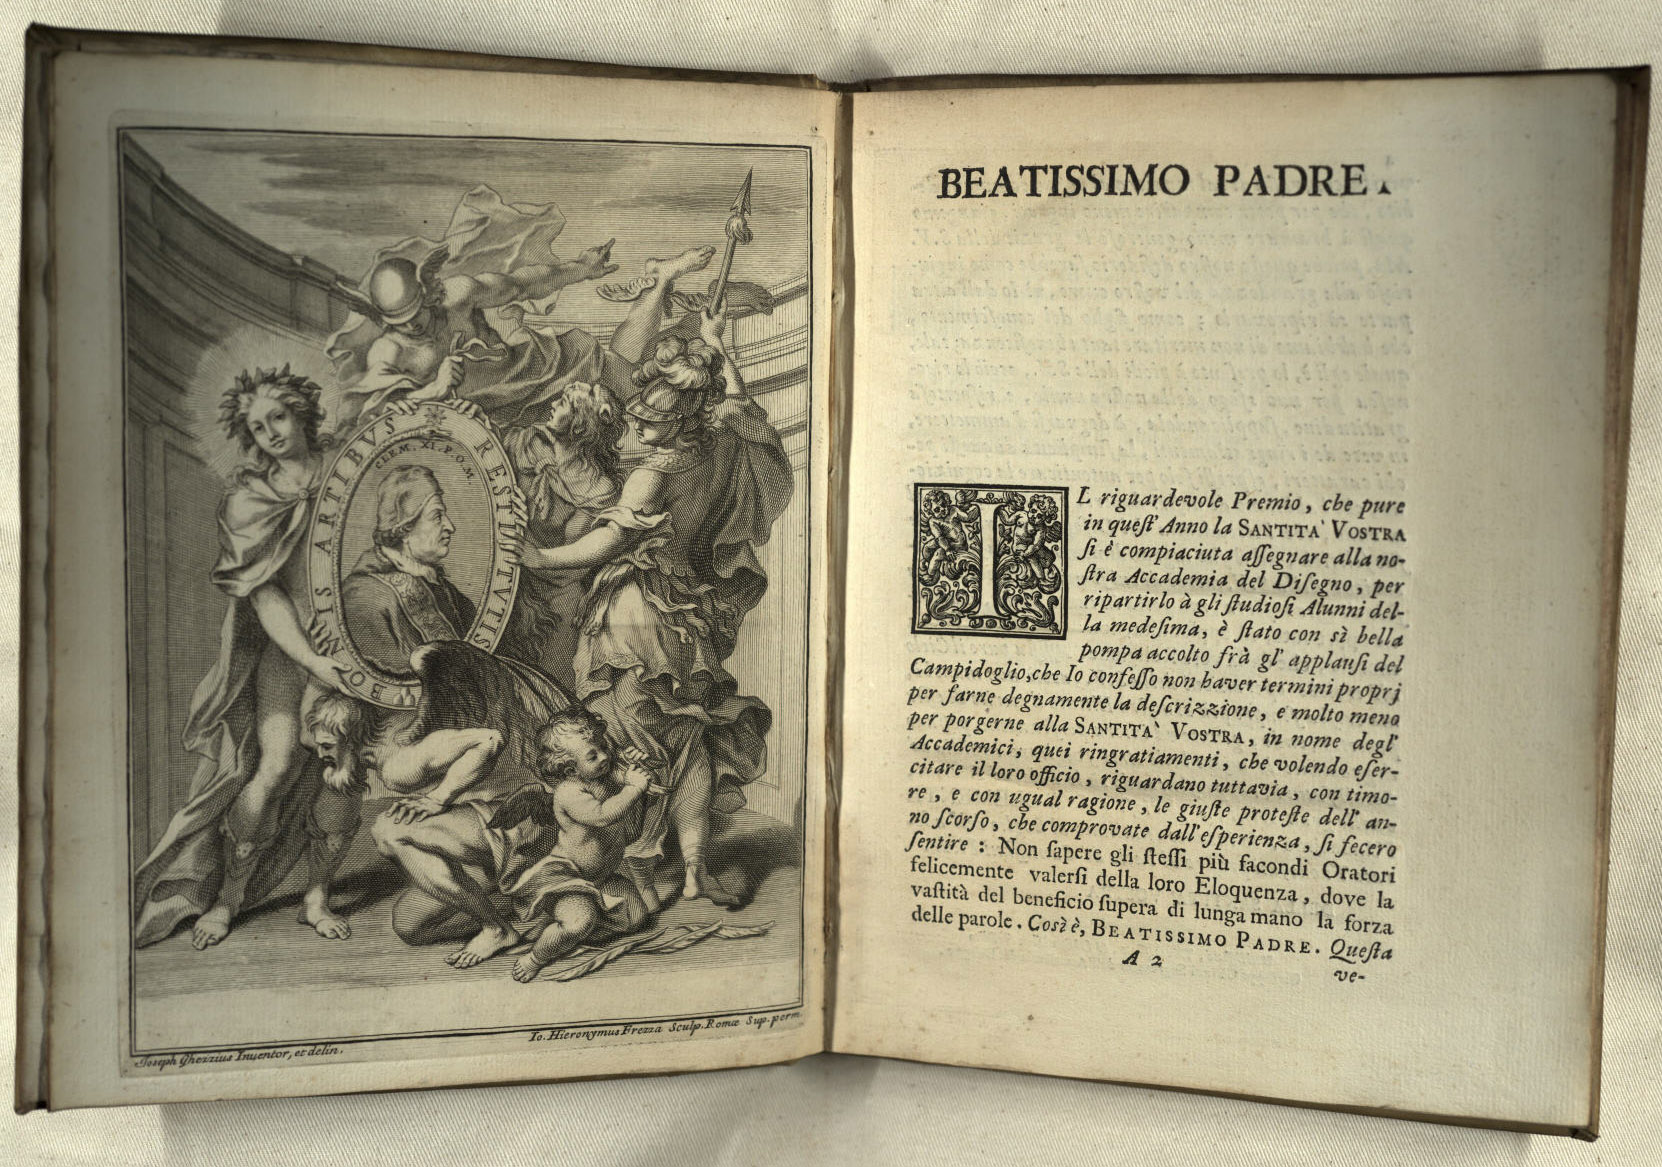 BONIS ARTIBVS RESTITVTIS
CLEM. XI. P. O. M.
Joseph Ghezzius Inventor, et delin.
Io. Hieronymus Frezza Sculp. Romæ Sup. perm.
BEATISSIMO PADRE.
IL riguardevole Premio, che pure
in quest' Anno la SANTITA' VOSTRA
si è compiaciuta assegnare alla no-
stra Accademia del Disegno, per
ripartirlo à gli studiosi Alunni del-
la medesima, è stato con sì bella
pompa accolto frà gl' applausi del
Campidoglio, che Io confesso non haver termini proprj
per farne degnamente la descrizzione, e molto meno
per porgerne alla SANTITA' VOSTRA, in nome degl'
Accademici, quei ringratiamenti, che volendo eser-
citare il loro officio, riguardano tuttavia, con timo-
re, e con ugual ragione, le giuste proteste dell' an-
no scorso, che comprovate dall' esperienza, si fecero
sentire : Non sapere gli stessi più facondi Oratori
felicemente valersi della loro Eloquenza, dove la
vastità del beneficio supera di lunga mano la forza
delle parole. Così è, BEATISSIMO PADRE. Questa
A 2
ve-